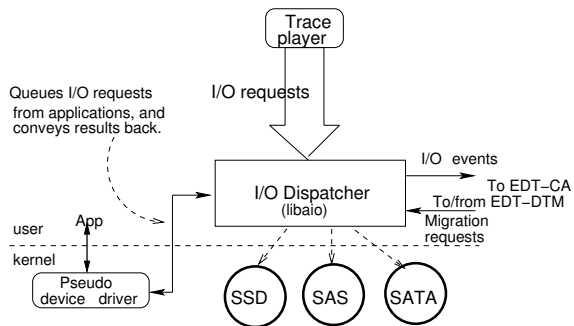 Trace
player
Queues I/O requests
from applications, and
conveys results back.
I/O requests
I/O Dispatcher
(libaio)
I/O events
To EDT-CA
To/from EDT-DTM
Migration
requests
App
user
kernel
Pseudo
device driver
SSD
SAS
SATA